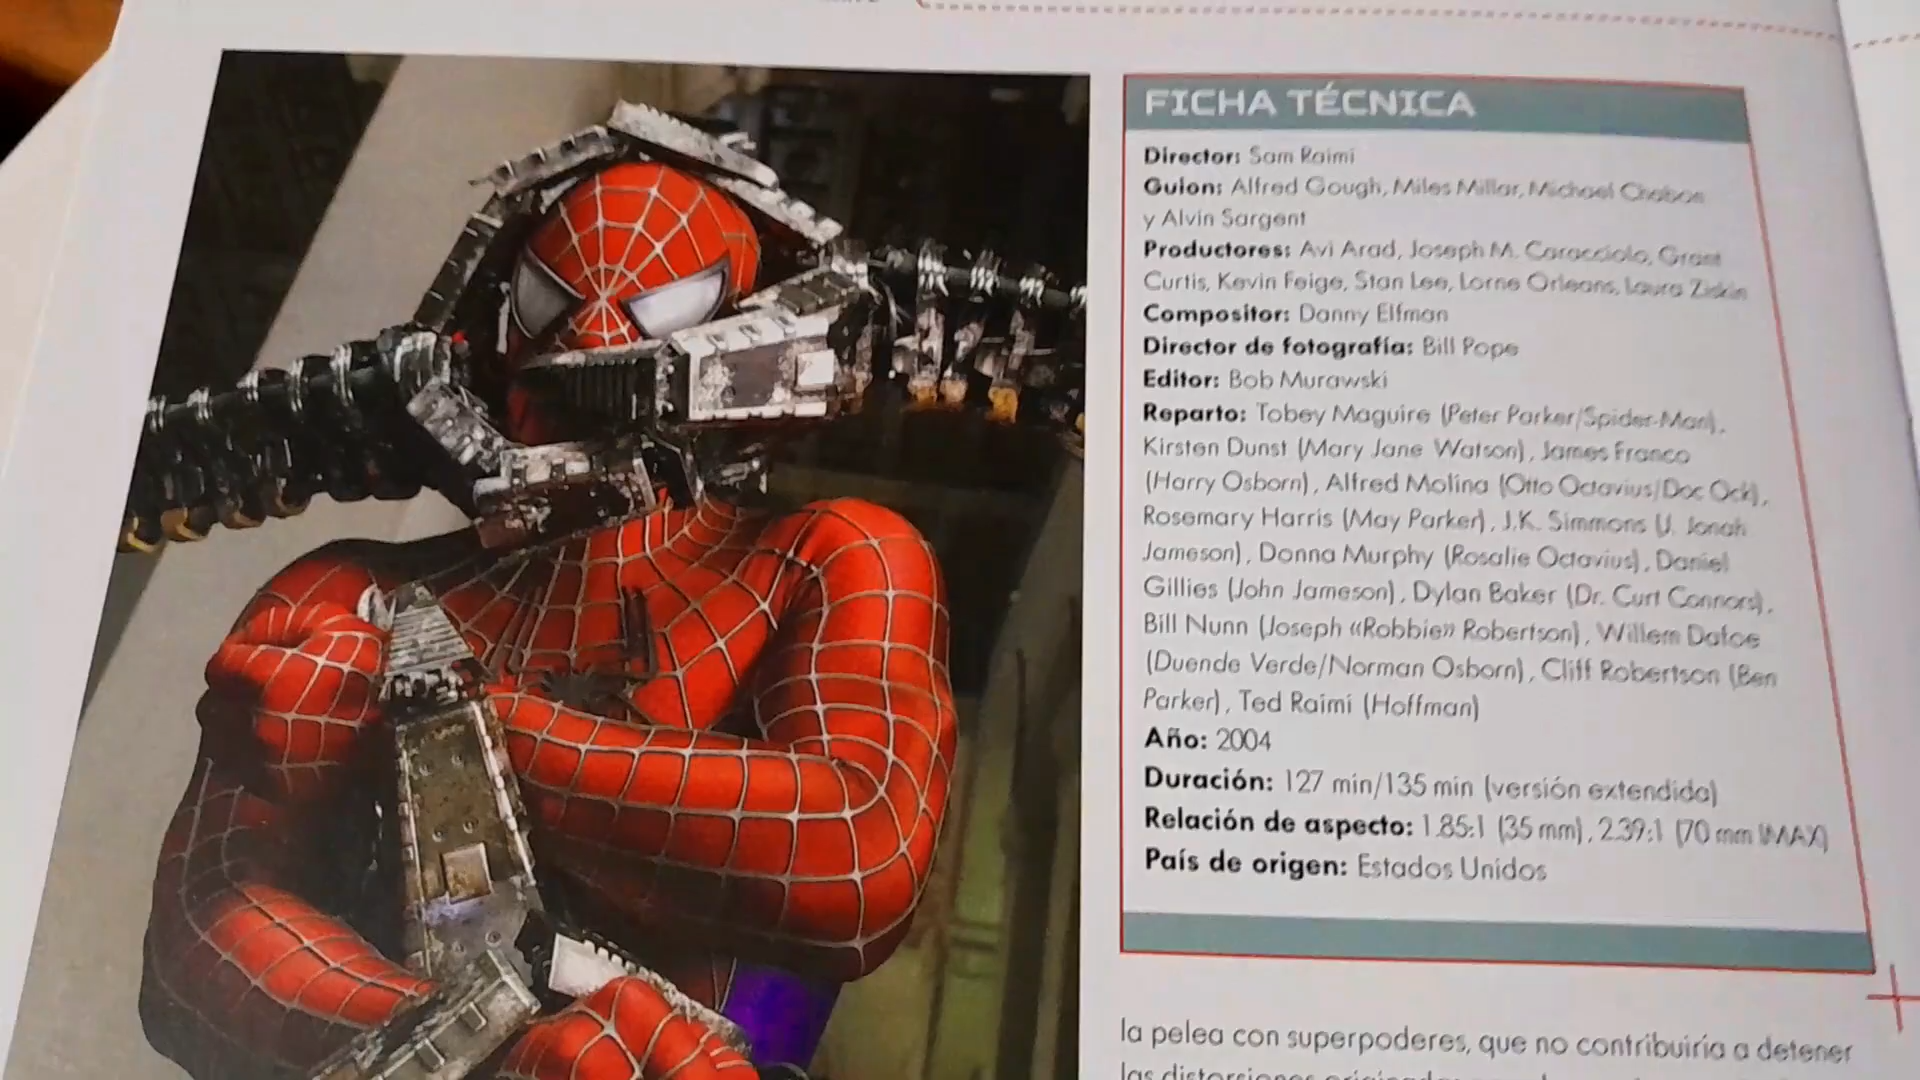 FICHA TÉCNICA
Director: Sam Raimi
Guion: Alfred Gough, Miles Millar, Michael Chabon
y Alvin Sargent
Productores: Avi Arad, Joseph M. Caracciolo, Grant
Curtis, Kevin Feige, Stan Lee, Lorne Orleans, Laura Ziskin
Compositor: Danny Elfman
Director de fotografía: Bill Pope
Editor: Bob Murawski
Reparto: Tobey Maguire (Peter Parker/Spider-Man),
Kirsten Dunst (Mary Jane Watson), James Franco
(Harry Osborn), Alfred Molina (Otto Octavius/Doc Ock),
Rosemary Harris (May Parker), J.K. Simmons (J. Jonah
Jameson), Donna Murphy (Rosalie Octavius), Daniel
Gillies (John Jameson), Dylan Baker (Dr. Curt Connors),
Bill Nunn (Joseph «Robbie» Robertson), Willem Dafoe
(Duende Verde/Norman Osborn), Cliff Robertson (Ben
Parker), Ted Raimi (Hoffman)
Año: 2004
Duración: 127 min/135 min (versión extendida)
Relación de aspecto: 1.85:1 (35 mm), 2.39:1 (70 mm IMAX)
País de origen: Estados Unidos
la pelea con superpoderes, que no contribuiría a detener
las distorsiones